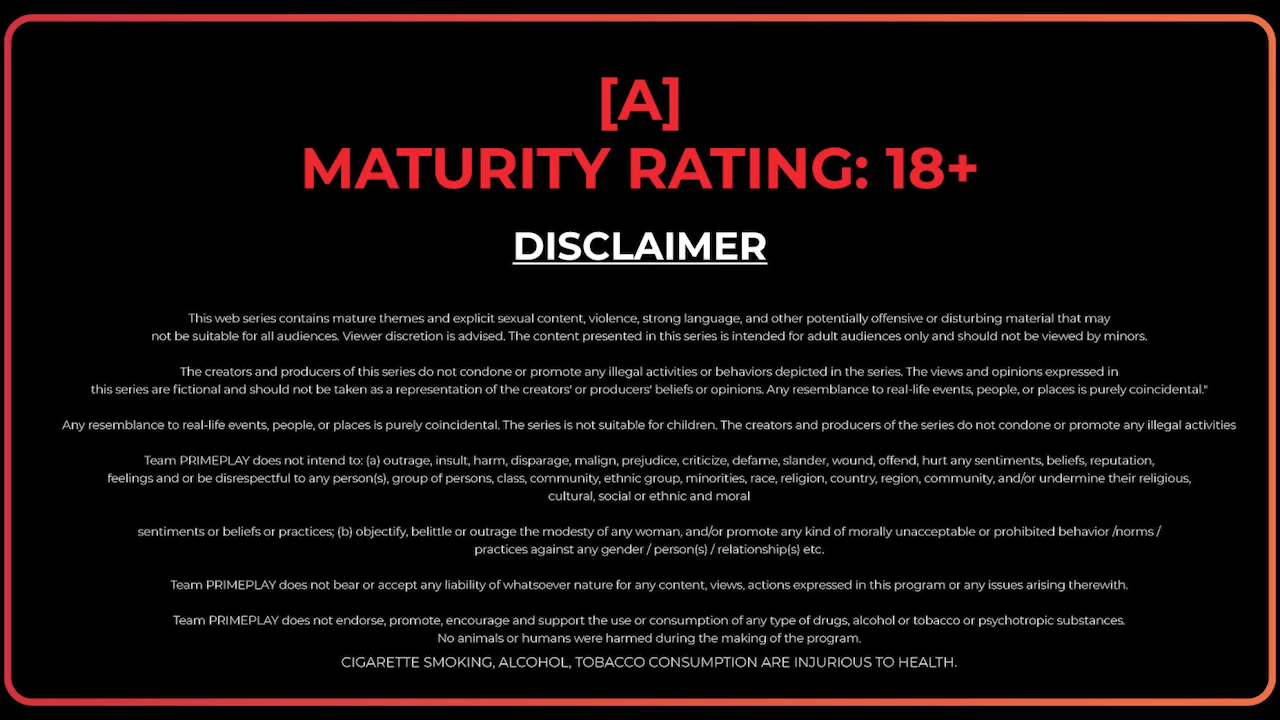 [A]
MATURITY RATING: 18+
DISCLAIMER
This web series contains mature themes and explicit sexual content, violence, strong language, and other potentially offensive or disturbing material that may
not be suitable for all audiences. Viewer discretion is advised. The content presented in this series is intended for adult audiences only and should not be viewed by minors.
The creators and producers of this series do not condone or promote any illegal activities or behaviors depicted in the series. The views and opinions expressed in
this series are fictional and should not be taken as a representation of the creators' or producers' beliefs or opinions. Any resemblance to real-life events, people, or places is purely coincidental."
Any resemblance to real-life events, people, or places is purely coincidental. The series is not suitable for children. The creators and producers of the series do not condone or promote any illegal activities
Team PRIMEPLAY does not intend to: (a) outrage, insult, harm, disparage, malign, prejudice, criticize, defame, slander, wound, offend, hurt any sentiments, beliefs, reputation,
feelings and or be disrespectful to any person(s), group of persons, class, community, ethnic group, minorities, race, religion, country, region, community, and/or undermine their religious,
cultural, social or ethnic and moral
sentiments or beliefs or practices; (b) objectify, belittle or outrage the modesty of any woman, and/or promote any kind of morally unacceptable or prohibited behavior /norms /
practices against any gender / person(s) / relationship(s) etc.
Team PRIMEPLAY does not bear or accept any liability of whatsoever nature for any content, views, actions expressed in this program or any issues arising therewith.
Team PRIMEPLAY does not endorse, promote, encourage and support the use or consumption of any type of drugs, alcohol or tobacco or psychotropic substances.
No animals or humans were harmed during the making of the program.
CIGARETTE SMOKING, ALCOHOL, TOBACCO CONSUMPTION ARE INJURIOUS TO HEALTH.